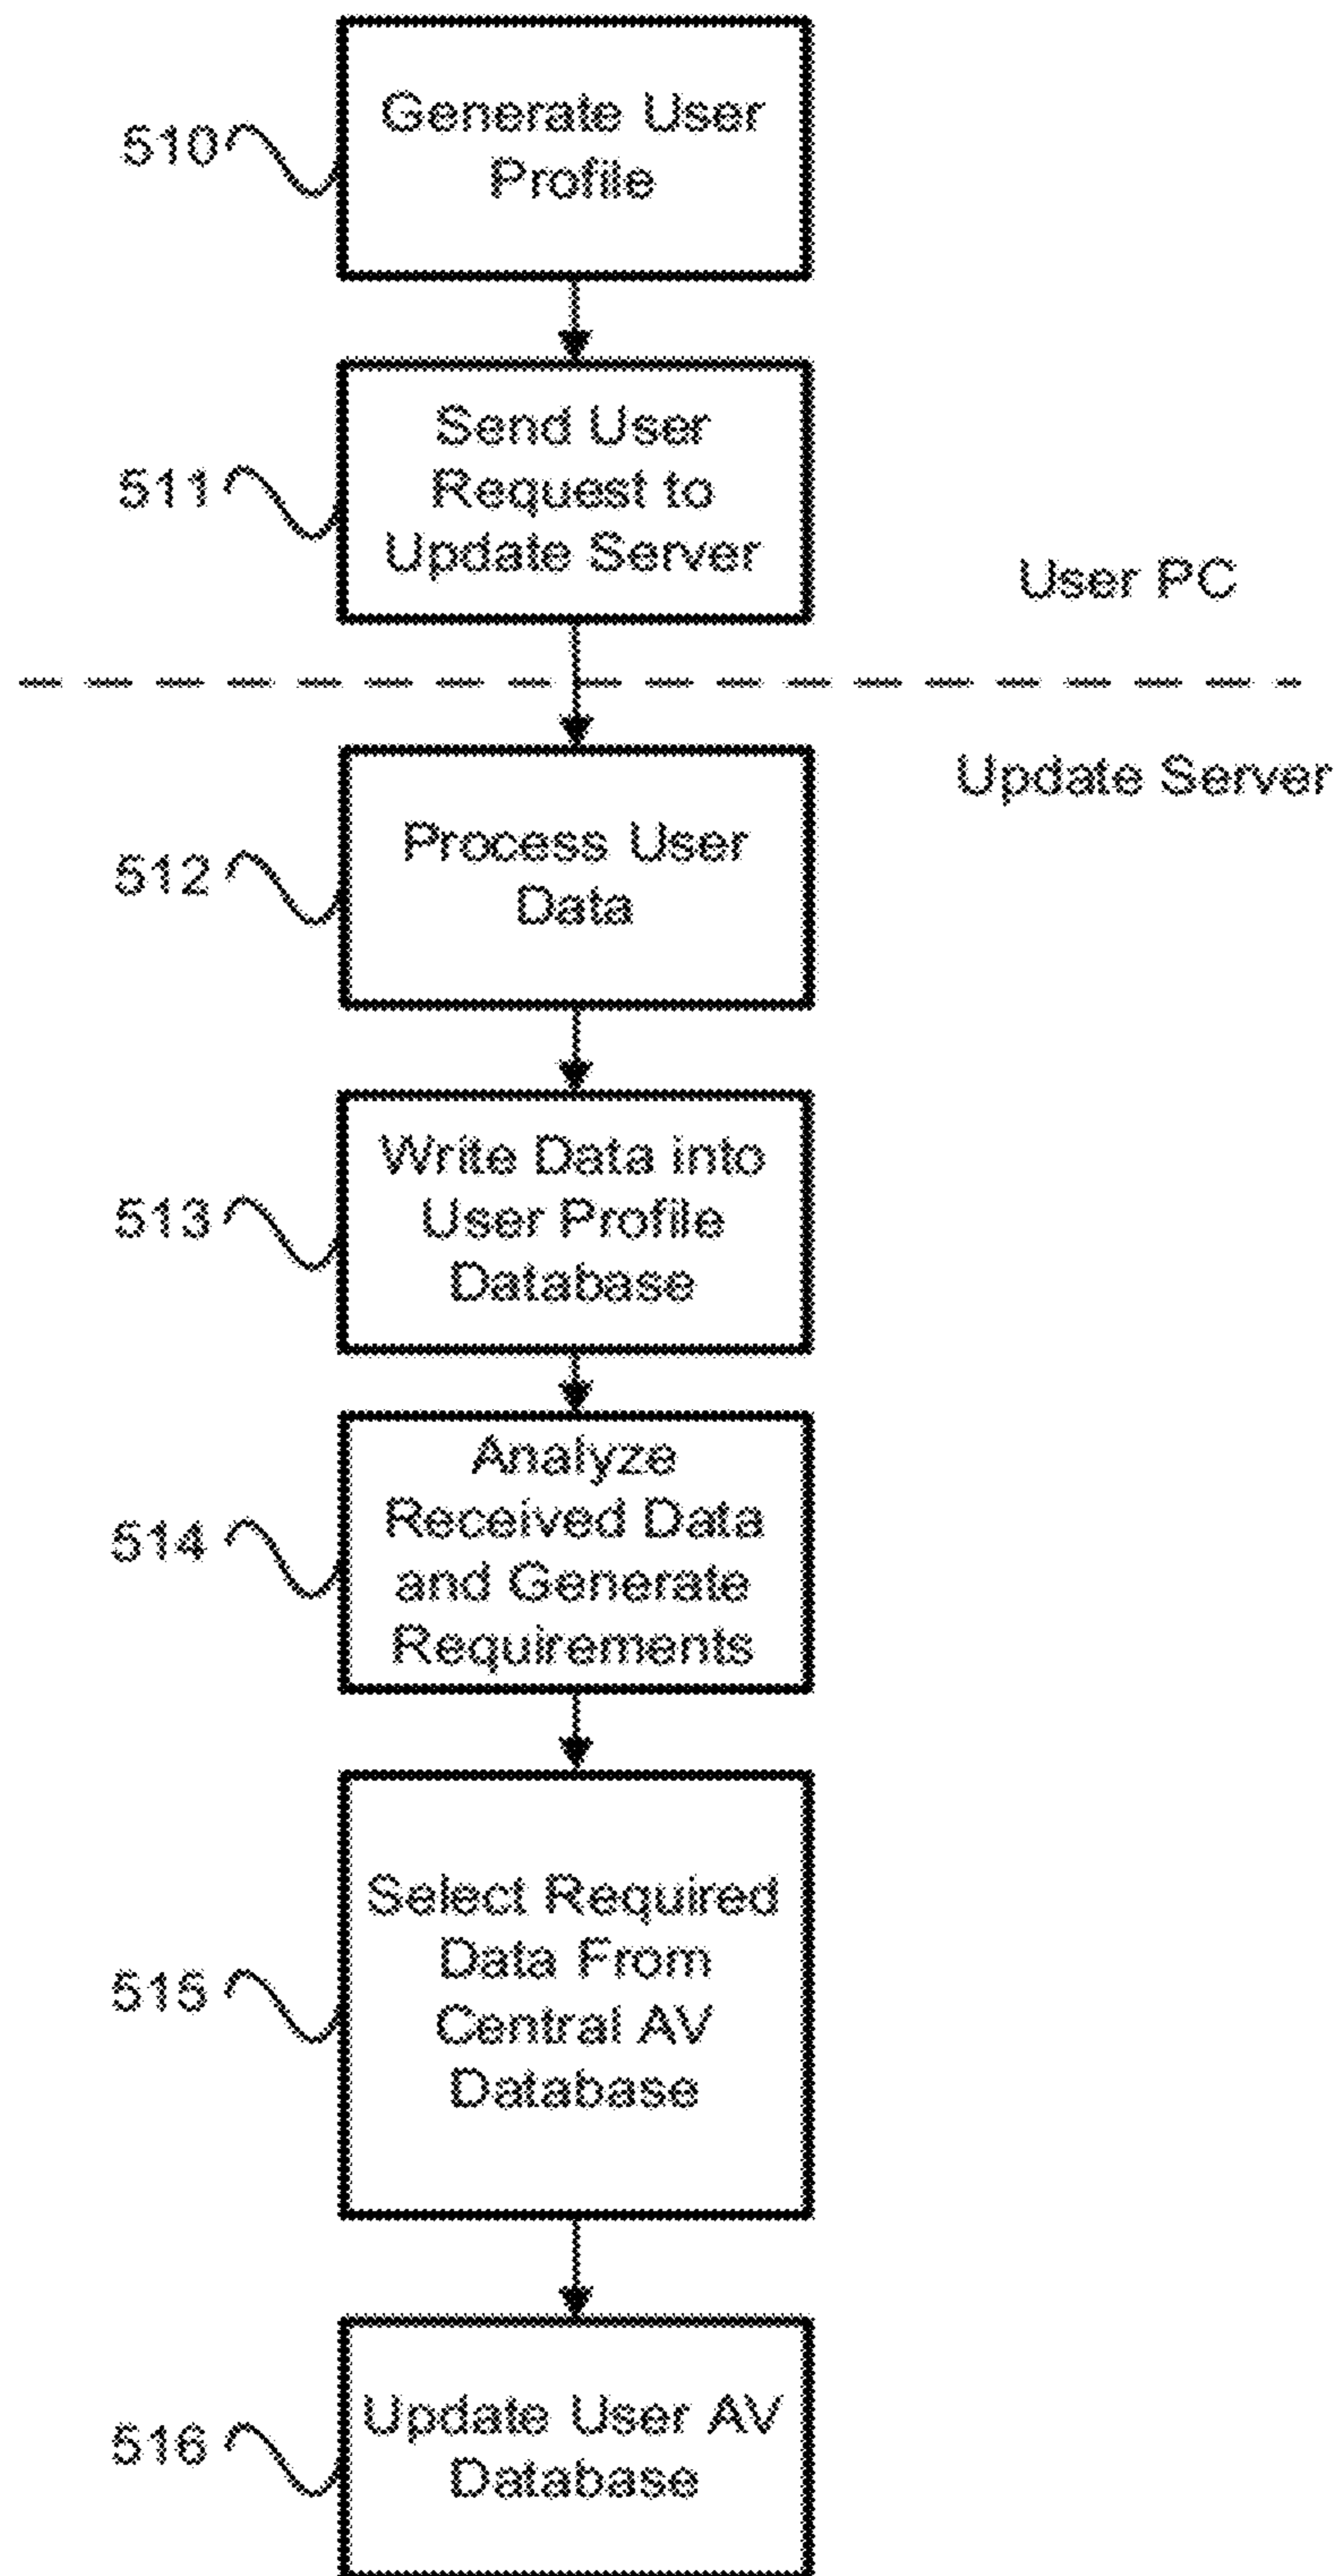 Generate User
Profile
510
Send User
Request to
Update Server
511
User PC
Update Server
Process User
Data
512
Write Data into
User Profile
Database
513
Analyze
Received Data
and Generate
Requirements
514
Select Required
Data From
Central AV
Database
515
Update User AV
Database
516